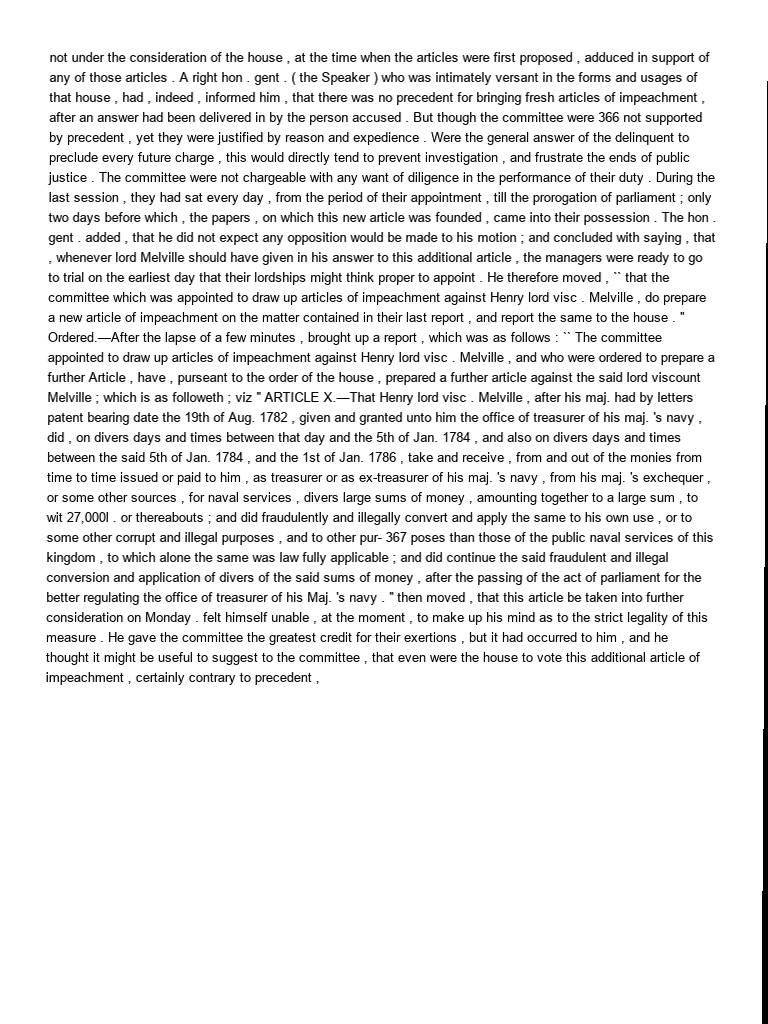 not under the consideration of the house , at the time when the articles were first proposed , adduced in support of
any of those articles . A right hon . gent . ( the Speaker ) who was intimately versant in the forms and usages of
that house , had , indeed , informed him , that there was no precedent for bringing fresh articles of impeachment ,
after an answer had been delivered in by the person accused . But though the committee were 366 not supported
by precedent , yet they were justified by reason and expedience . Were the general answer of the delinquent to
preclude every future charge , this would directly tend to prevent investigation , and frustrate the ends of public
justice . The committee were not chargeable with any want of diligence in the performance of their duty . During the
last session , they had sat every day , from the period of their appointment , till the prorogation of parliament ; only
two days before which , the papers , on which this new article was founded , came into their possession . The hon .
gent . added , that he did not expect any opposition would be made to his motion ; and concluded with saying , that
, whenever lord Melville should have given in his answer to this additional article , the managers were ready to go
to trial on the earliest day that their lordships might think proper to appoint . He therefore moved , `` that the
committee which was appointed to draw up articles of impeachment against Henry lord visc . Melville , do prepare
a new article of impeachment on the matter contained in their last report , and report the same to the house . "
Ordered.—After the lapse of a few minutes , brought up a report , which was as follows : `` The committee
appointed to draw up articles of impeachment against Henry lord visc . Melville , and who were ordered to prepare a
further Article , have , purseant to the order of the house , prepared a further article against the said lord viscount
Melville ; which is as followeth ; viz " ARTICLE X.—That Henry lord visc . Melville , after his maj. had by letters
patent bearing date the 19th of Aug. 1782 , given and granted unto him the office of treasurer of his maj. 's navy ,
did , on divers days and times between that day and the 5th of Jan. 1784 , and also on divers days and times
between the said 5th of Jan. 1784 , and the 1st of Jan. 1786 , take and receive , from and out of the monies from
time to time issued or paid to him , as treasurer or as ex-treasurer of his maj. 's navy , from his maj. 's exchequer ,
or some other sources , for naval services , divers large sums of money , amounting together to a large sum , to
wit 27,000l . or thereabouts ; and did fraudulently and illegally convert and apply the same to his own use , or to
some other corrupt and illegal purposes , and to other pur- 367 poses than those of the public naval services of this
kingdom , to which alone the same was law fully applicable ; and did continue the said fraudulent and illegal
conversion and application of divers of the said sums of money , after the passing of the act of parliament for the
better regulating the office of treasurer of his Maj. 's navy . " then moved , that this article be taken into further
consideration on Monday . felt himself unable , at the moment , to make up his mind as to the strict legality of this
measure . He gave the committee the greatest credit for their exertions , but it had occurred to him , and he
thought it might be useful to suggest to the committee , that even were the house to vote this additional article of
impeachment , certainly contrary to precedent ,